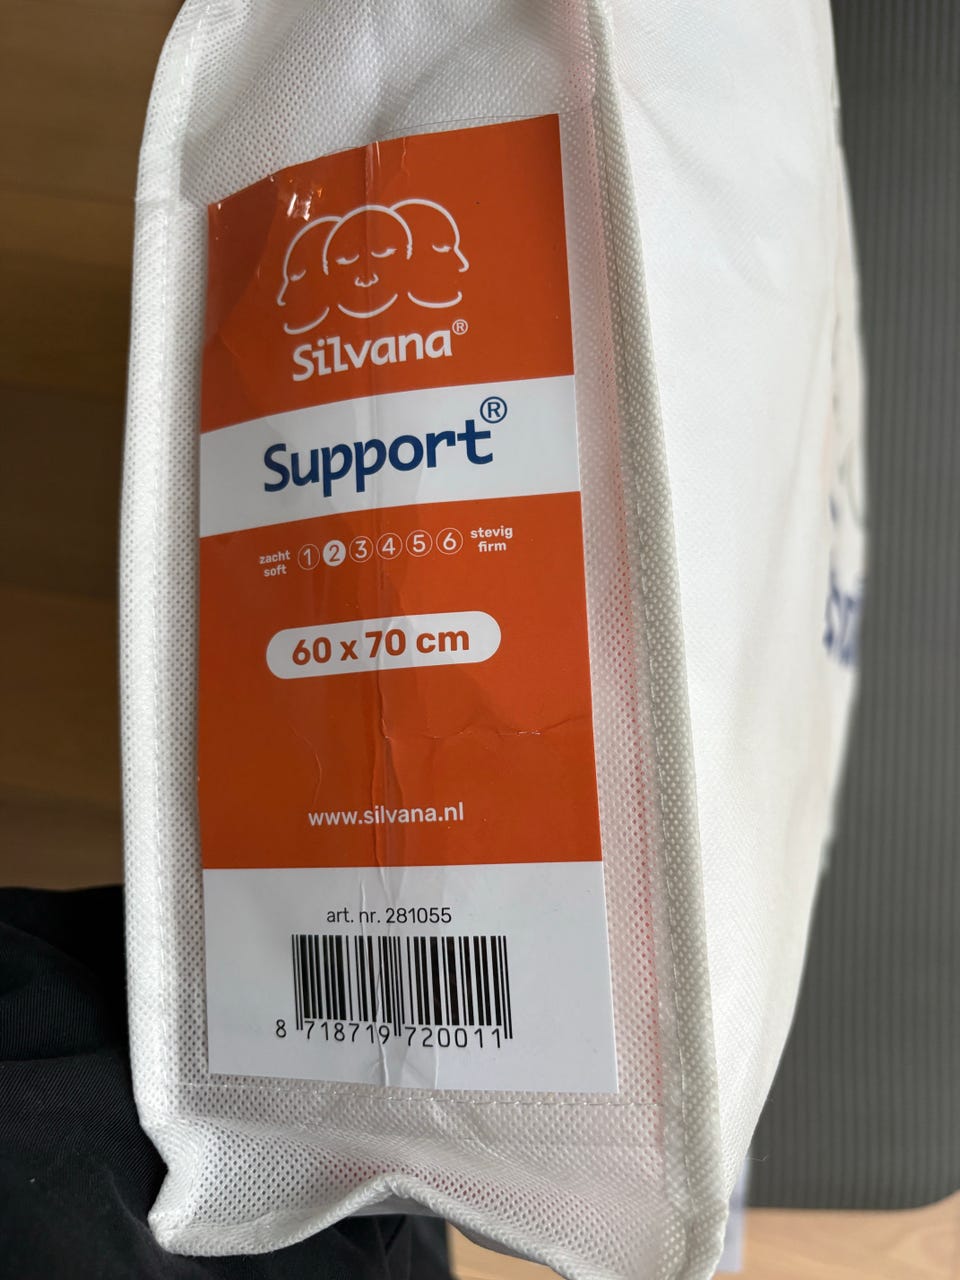 Silvana®
Support®
zacht
soft
1 2 3 4 5 6
stevig
firm
60 x 70 cm
www.silvana.nl
art. nr. 281055
8 718719 720011